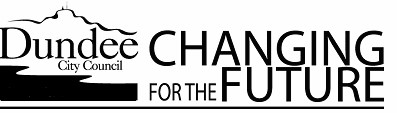 Dundee
City Council
CHANGING
FOR THE FUTURE